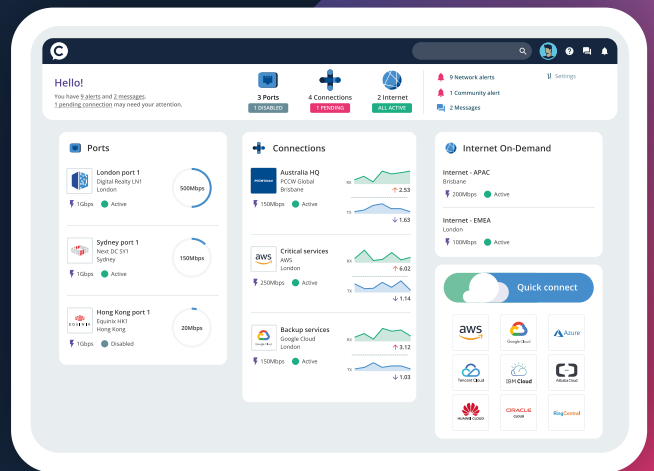 Hello!
You have 9 alerts and 2 messages.
1 pending connection may need your attention.
3 Ports
1 DISABLED
4 Connections
1 PENDING
2 Internet
ALL ACTIVE
9 Network alerts
1 Community alert
2 Messages
Settings
Ports
London port 1
Digital Realty LN1
London
1Gbps Active
500Mbps
Sydney port 1
Next DC SY1
Sydney
1Gbps Active
150Mbps
Hong Kong port 1
Equinix HK1
Hong Kong
EQUINIX
1Gbps Disabled
20Mbps
Connections
Australia HQ
PCCW Global
Brisbane
150Mbps Active
RX
↑ 2.53
TX
↓ 1.63
Critical services
AWS
London
aws
250Mbps Active
RX
↑ 6.02
TX
↓ 1.14
Backup services
Google Cloud
London
Google Cloud
150Mbps Active
RX
↑ 3.12
TX
↓ 1.03
Internet On-Demand
Internet - APAC
Brisbane
200Mbps Active
Internet - EMEA
London
100Mbps Active
Quick connect
aws
Google Cloud
Azure
Tencent Cloud
IBM Cloud
Alibaba Cloud
HUAWEI CLOUD
ORACLE
CLOUD
RingCentral